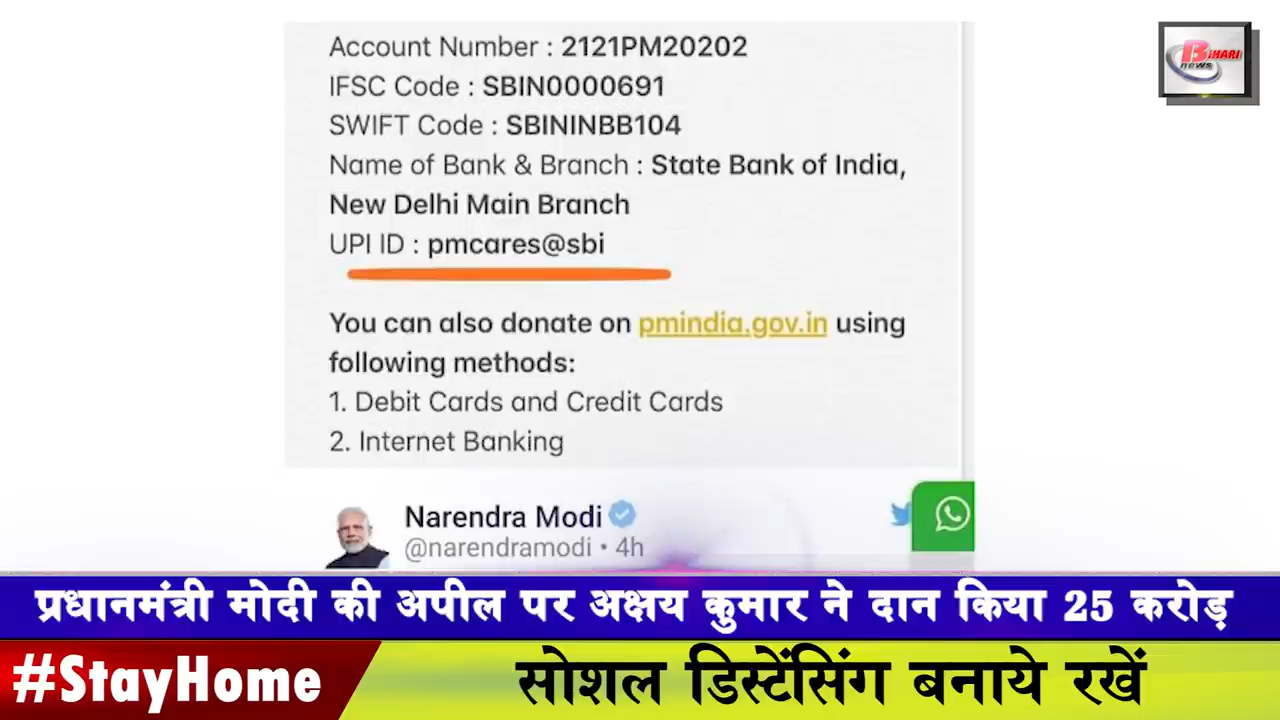 Account Number : 2121PM20202
IFSC Code : SBIN0000691
SWIFT Code : SBININBB104
Name of Bank & Branch : State Bank of India,
New Delhi Main Branch
UPI ID : pmcares@sbi
You can also donate on pmindia.gov.in using
following methods:
1. Debit Cards and Credit Cards
2. Internet Banking
Narendra Modi
@narendramodi • 4h
BIHARI
news
प्रधानमंत्री मोदी की अपील पर अक्षय कुमार ने दान किया 25 करोड़
#StayHome
सोशल डिस्टेंसिंग बनाये रखें